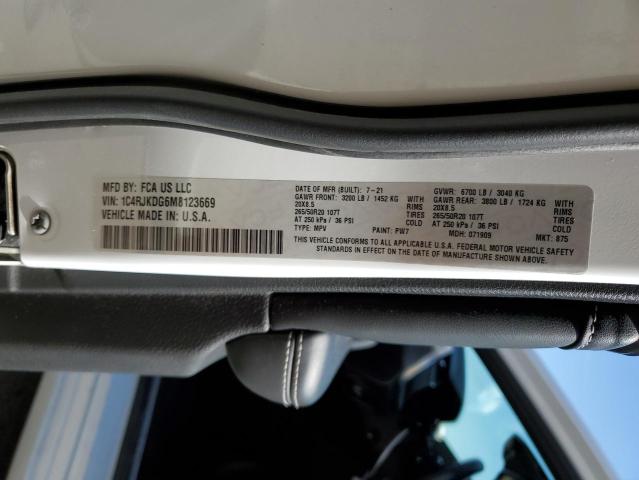 MFD BY: FCA US LLC
VIN: 1C4RJKDG6M8123669
VEHICLE MADE IN: U.S.A.
DATE OF MFR (BUILT): 7-21
GAWR FRONT: 3200 LB / 1452 KG WITH
20X8.5 RIMS
265/50R20 107T TIRES
AT 250 kPa / 36 PSI COLD
TYPE: MPV PAINT: PW7
GVWR: 6700 LB / 3040 KG
GAWR REAR: 3800 LB / 1724 KG WITH
20X8.5 RIMS
265/50R20 107T TIRES
AT 250 kPa / 36 PSI COLD
MDH: 071909 MKT: 875
THIS VEHICLE CONFORMS TO ALL APPLICABLE U.S.A. FEDERAL MOTOR VEHICLE SAFETY
STANDARDS IN EFFECT ON THE DATE OF MANUFACTURE SHOWN ABOVE.